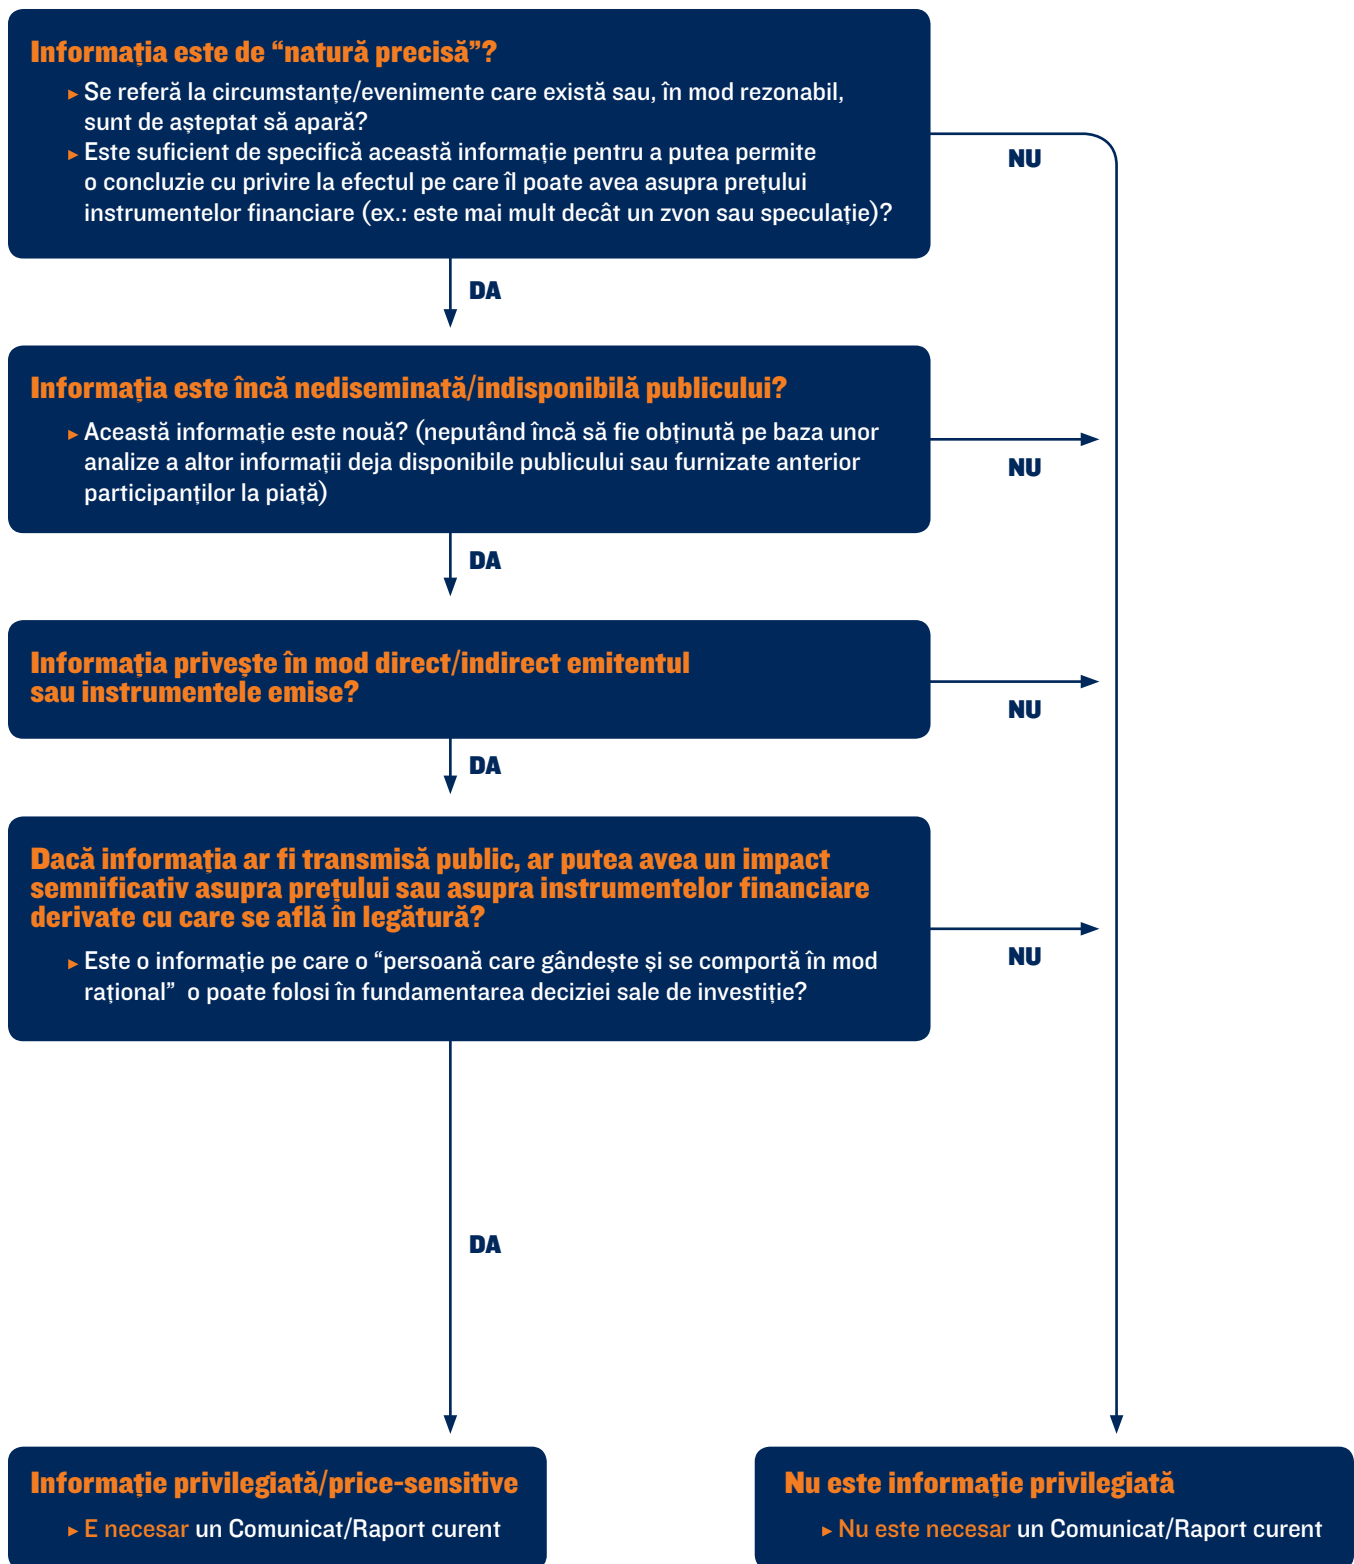 Informația este de “natură precisă”?
▸ Se referă la circumstanțe/evenimente care există sau, în mod rezonabil,
sunt de așteptat să apară?
▸ Este suficient de specifică această informație pentru a putea permite
o concluzie cu privire la efectul pe care îl poate avea asupra prețului
instrumentelor financiare (ex.: este mai mult decât un zvon sau speculație)?
NU
DA
Informația este încă nediseminată/indisponibilă publicului?
▸ Această informație este nouă? (neputând încă să fie obținută pe baza unor
analize a altor informații deja disponibile publicului sau furnizate anterior
participanților la piață)
NU
DA
Informația privește în mod direct/indirect emitentul
sau instrumentele emise?
NU
DA
Dacă informația ar fi transmisă public, ar putea avea un impact
semnificativ asupra prețului sau asupra instrumentelor financiare
derivate cu care se află în legătură?
▸ Este o informație pe care o “persoană care gândește și se comportă în mod
rațional” o poate folosi în fundamentarea deciziei sale de investiție?
NU
DA
Informație privilegiată/price-sensitive
▸ E necesar un Comunicat/Raport curent
Nu este informație privilegiată
▸ Nu este necesar un Comunicat/Raport curent